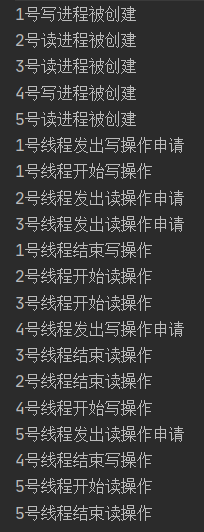 1号写进程被创建
2号读进程被创建
3号读进程被创建
4号写进程被创建
5号读进程被创建
1号线程发出写操作申请
1号线程开始写操作
2号线程发出读操作申请
3号线程发出读操作申请
1号线程结束写操作
2号线程开始读操作
3号线程开始读操作
4号线程发出写操作申请
3号线程结束读操作
2号线程结束读操作
4号线程开始写操作
5号线程发出读操作申请
4号线程结束写操作
5号线程开始读操作
5号线程结束读操作